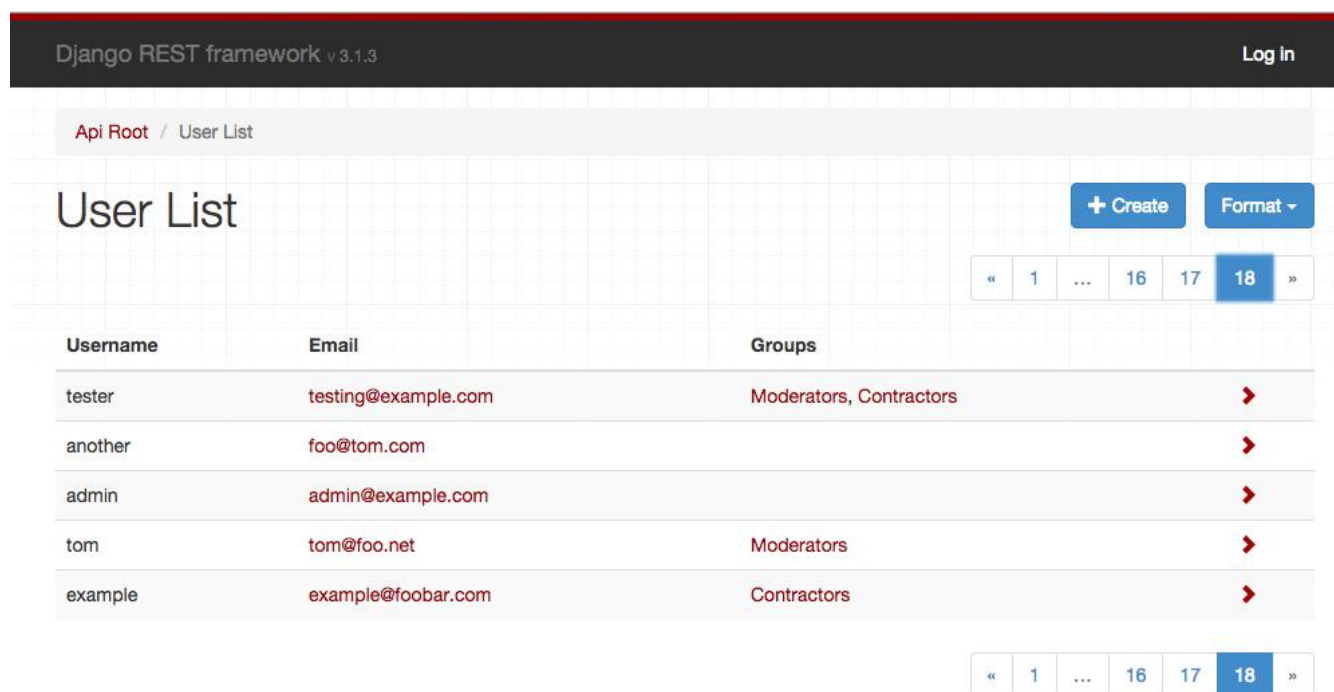 Django REST framework v 3.1.3 Log in
Api Root / User List
User List + Create Format
« 1 ... 16 17 18 »
Username Email Groups
tester testing@example.com Moderators, Contractors
another foo@tom.com
admin admin@example.com
tom tom@foo.net Moderators
example example@foobar.com Contractors
« 1 ... 16 17 18 »